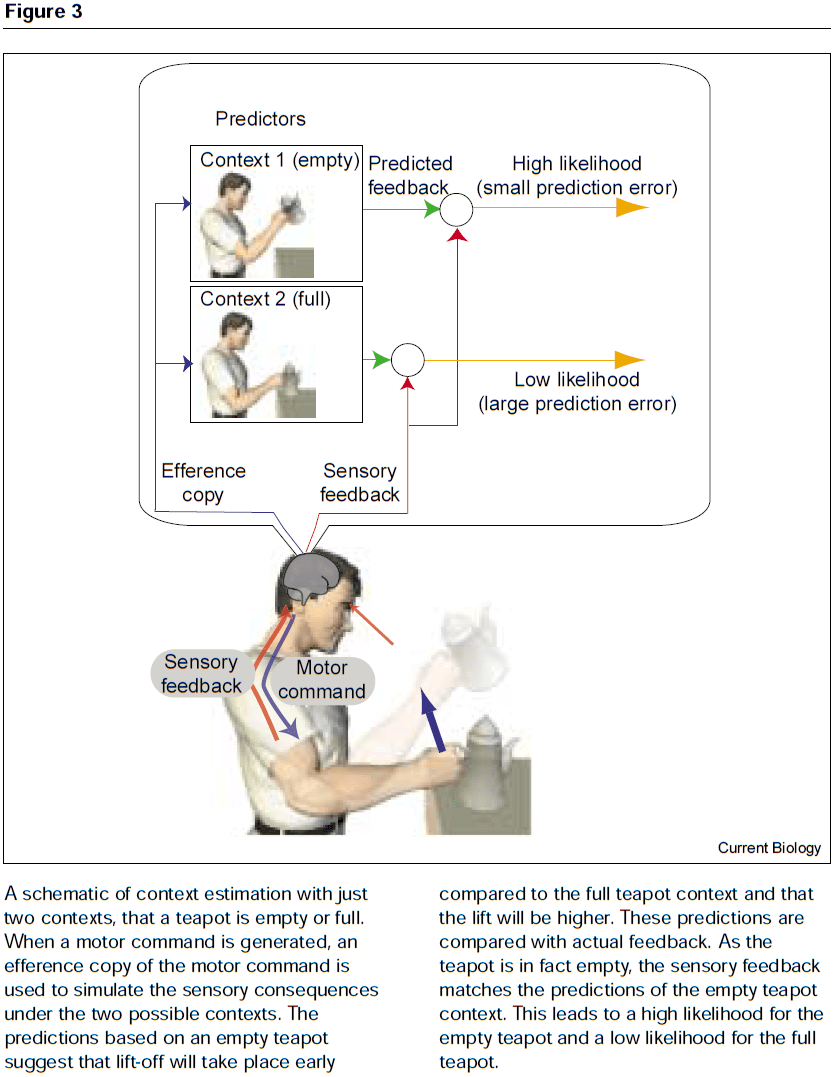 Figure 3
Predictors
Context 1 (empty)
Predicted
feedback
High likelihood
(small prediction error)
Context 2 (full)
Low likelihood
(large prediction error)
Efference
copy
Sensory
feedback
Sensory
feedback
Motor
command
Current Biology
A schematic of context estimation with just
two contexts, that a teapot is empty or full.
When a motor command is generated, an
efference copy of the motor command is
used to simulate the sensory consequences
under the two possible contexts. The
predictions based on an empty teapot
suggest that lift-off will take place early
compared to the full teapot context and that
the lift will be higher. These predictions are
compared with actual feedback. As the
teapot is in fact empty, the sensory feedback
matches the predictions of the empty teapot
context. This leads to a high likelihood for the
empty teapot and a low likelihood for the full
teapot.